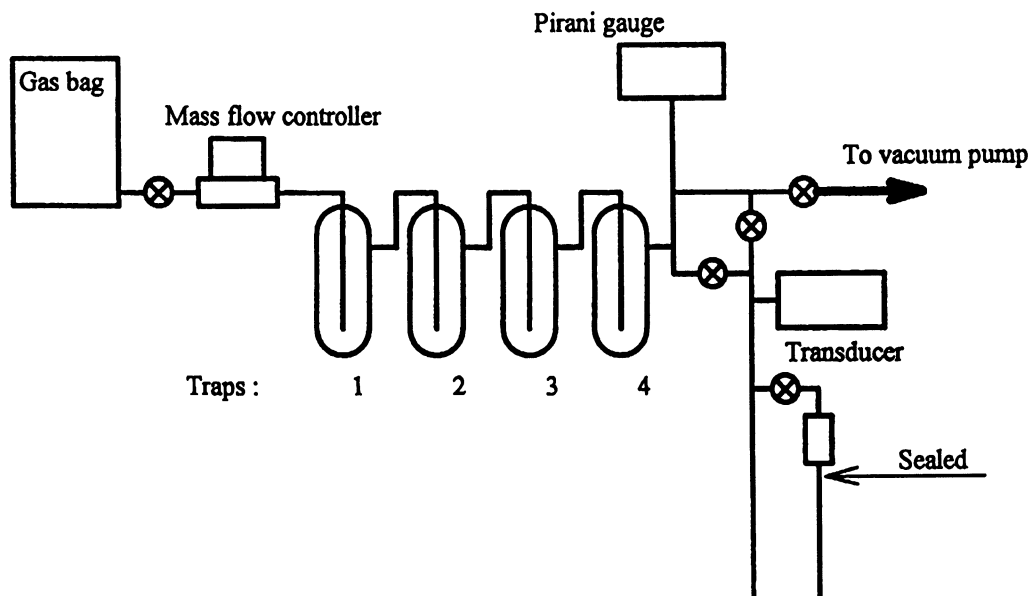 Pirani gauge
Gas bag
Mass flow controller
To vacuum pump
Transducer
Traps : 1 2 3 4
Sealed